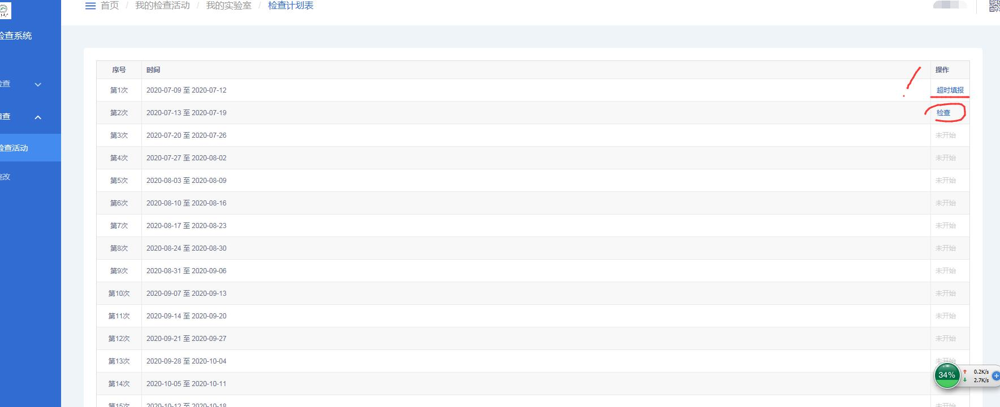 首页 / 我的检查活动 / 我的实验室 / 检查计划表
检查系统
检查
自查
检查活动
整改
序号 时间 操作
第1次 2020-07-09 至 2020-07-12 超时填报
第2次 2020-07-13 至 2020-07-19 检查
第3次 2020-07-20 至 2020-07-26 未开始
第4次 2020-07-27 至 2020-08-02 未开始
第5次 2020-08-03 至 2020-08-09 未开始
第6次 2020-08-10 至 2020-08-16 未开始
第7次 2020-08-17 至 2020-08-23 未开始
第8次 2020-08-24 至 2020-08-30 未开始
第9次 2020-08-31 至 2020-09-06 未开始
第10次 2020-09-07 至 2020-09-13 未开始
第11次 2020-09-14 至 2020-09-20 未开始
第12次 2020-09-21 至 2020-09-27 未开始
第13次 2020-09-28 至 2020-10-04 未开始
第14次 2020-10-05 至 2020-10-11
第15次 2020-10-12 至 2020-10-18 未开始
34% 0.2K/s
2.7K/s